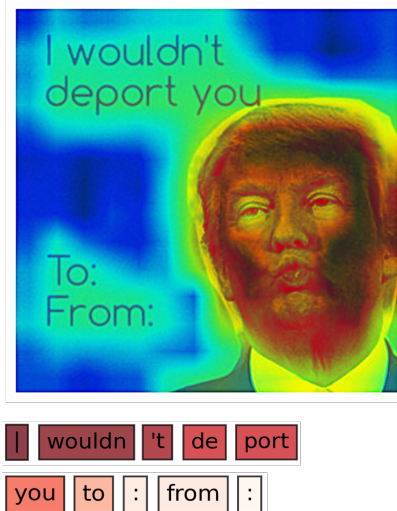 I wouldn't
deport you
To:
From:
| wouldn 't de port
you to : from :